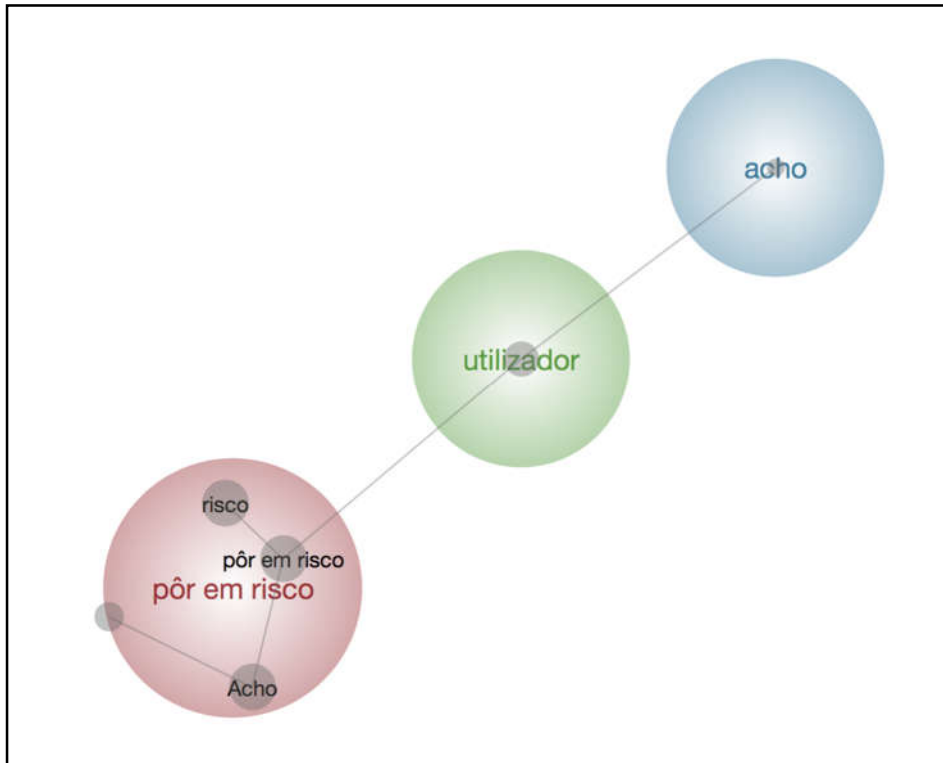 acho
utilizador
risco
pôr em risco
pôr em risco
Acho